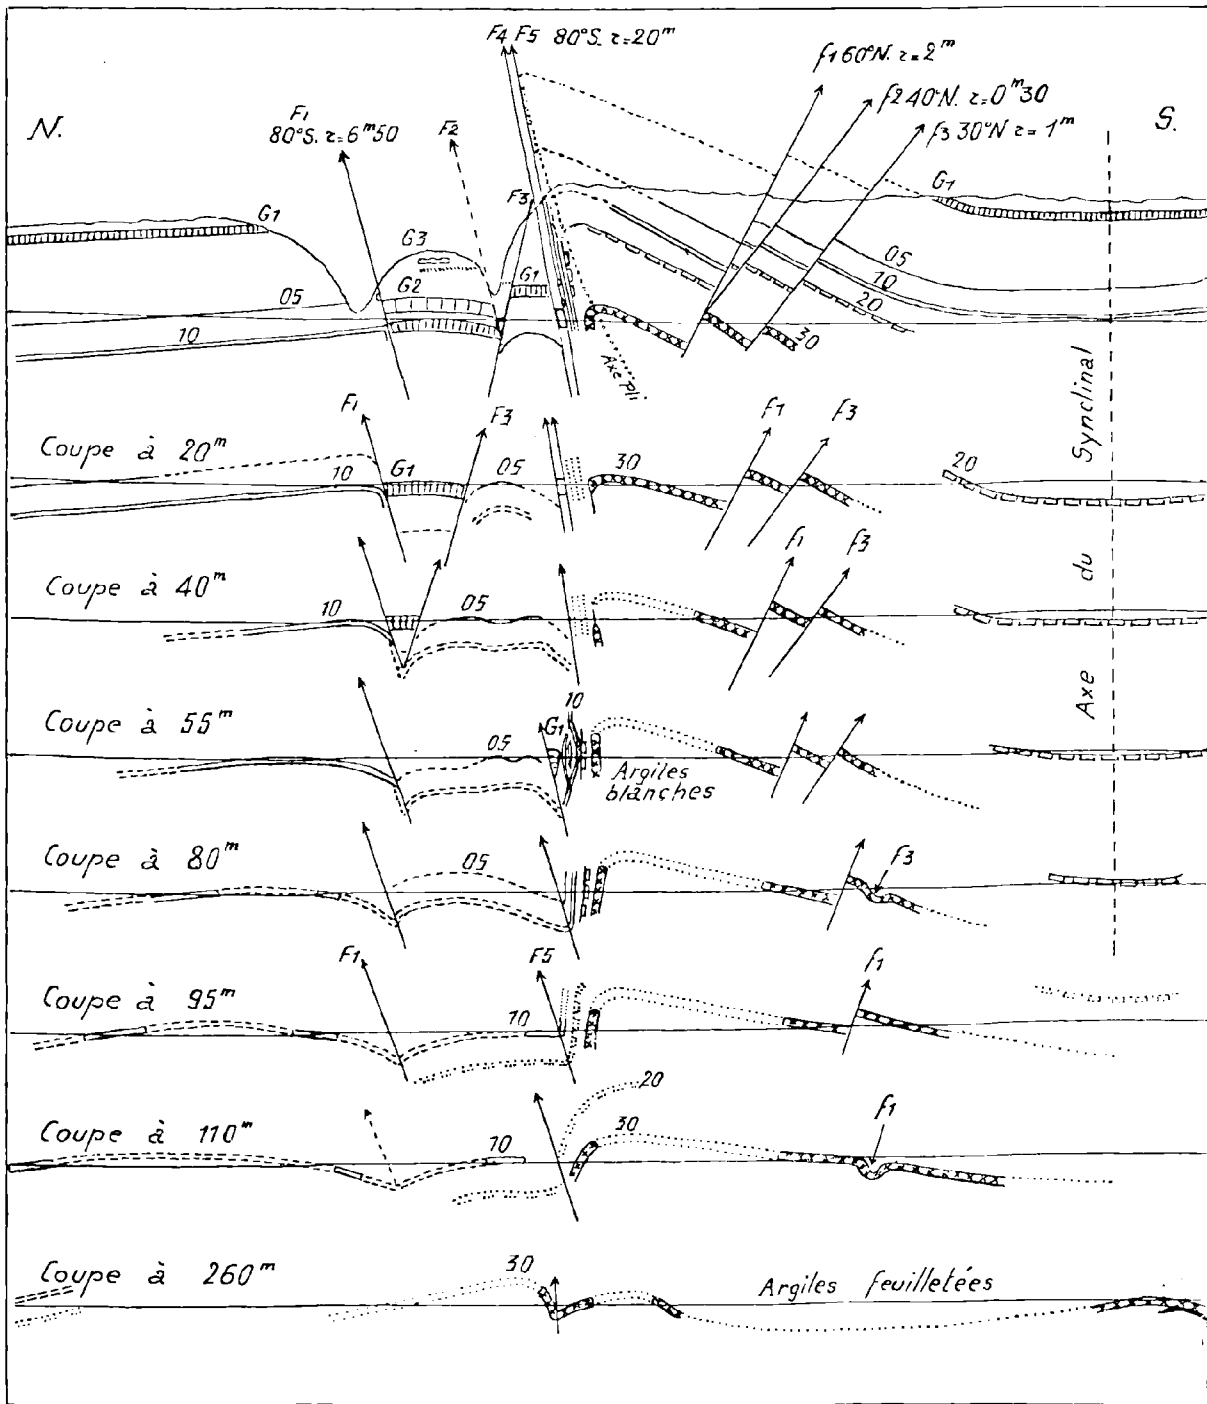 F4 F5 80°S. r=20m
f1 60°N. r=2m
N.
F1
80°S. r=6m50
F2
f2 40°N. r=0m30
f3 30°N r=1m
S.
F3
G1
G1
G3
G2
G1
05
05
10
10
20
30
Axe pli
F1
F3
Coupe à 20m
10
G1
05
30
f1
f3
20
Axe du Synclinal
Coupe à 40m
10
05
f1
f3
Coupe à 55m
05
G1
10
Argiles
blanches
Coupe à 80m
05
f3
F1
F5
f1
Coupe à 95m
10
Coupe à 110m
10
20
30
f1
Coupe à 260m
30
Argiles feuilletées